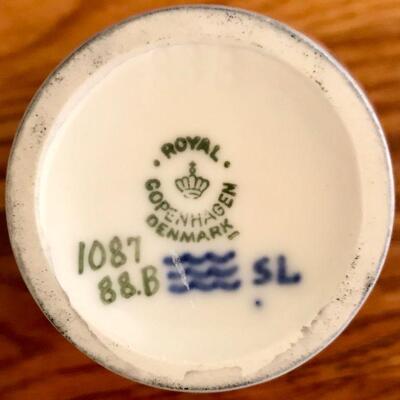 ROYAL
COPENHAGEN
DENMARK
1087
88.B
SL.